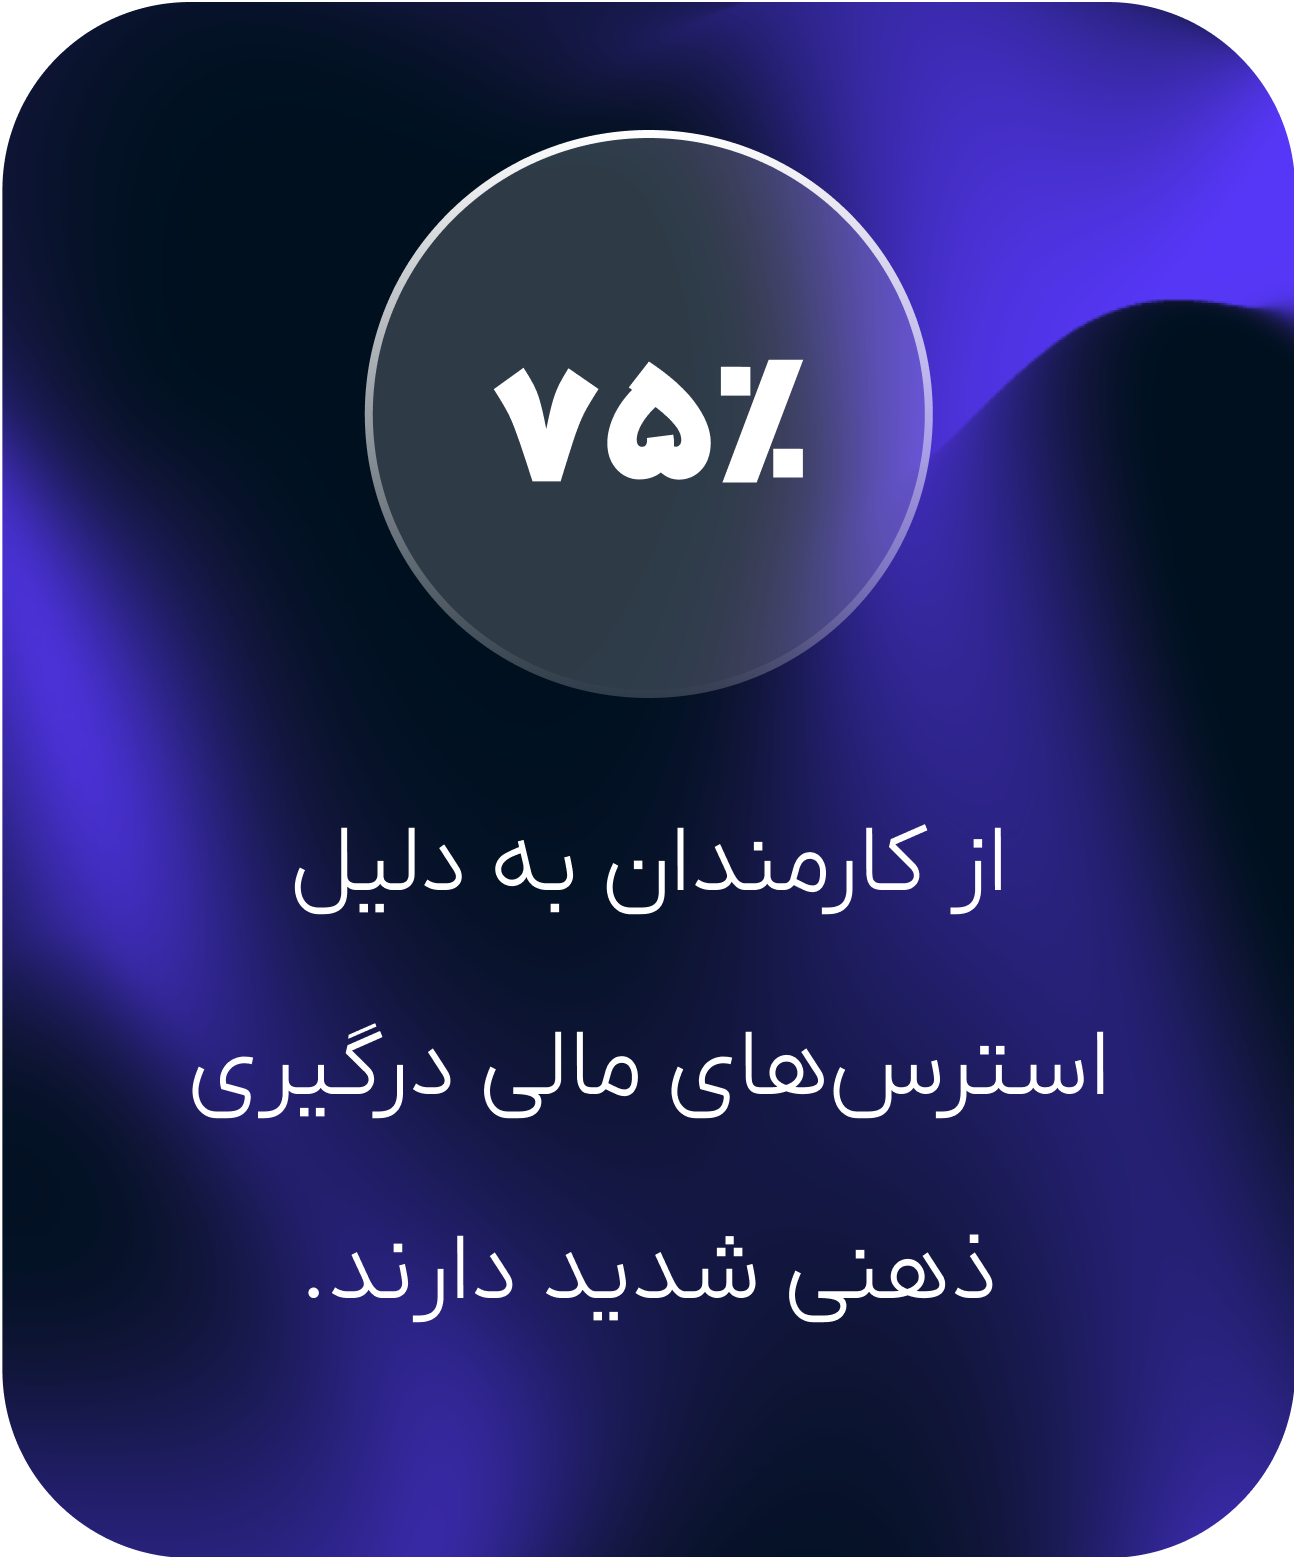 ۷۵٪
از کارمندان به دلیل
استرس‌های مالی درگیری
ذهنی شدید دارند.